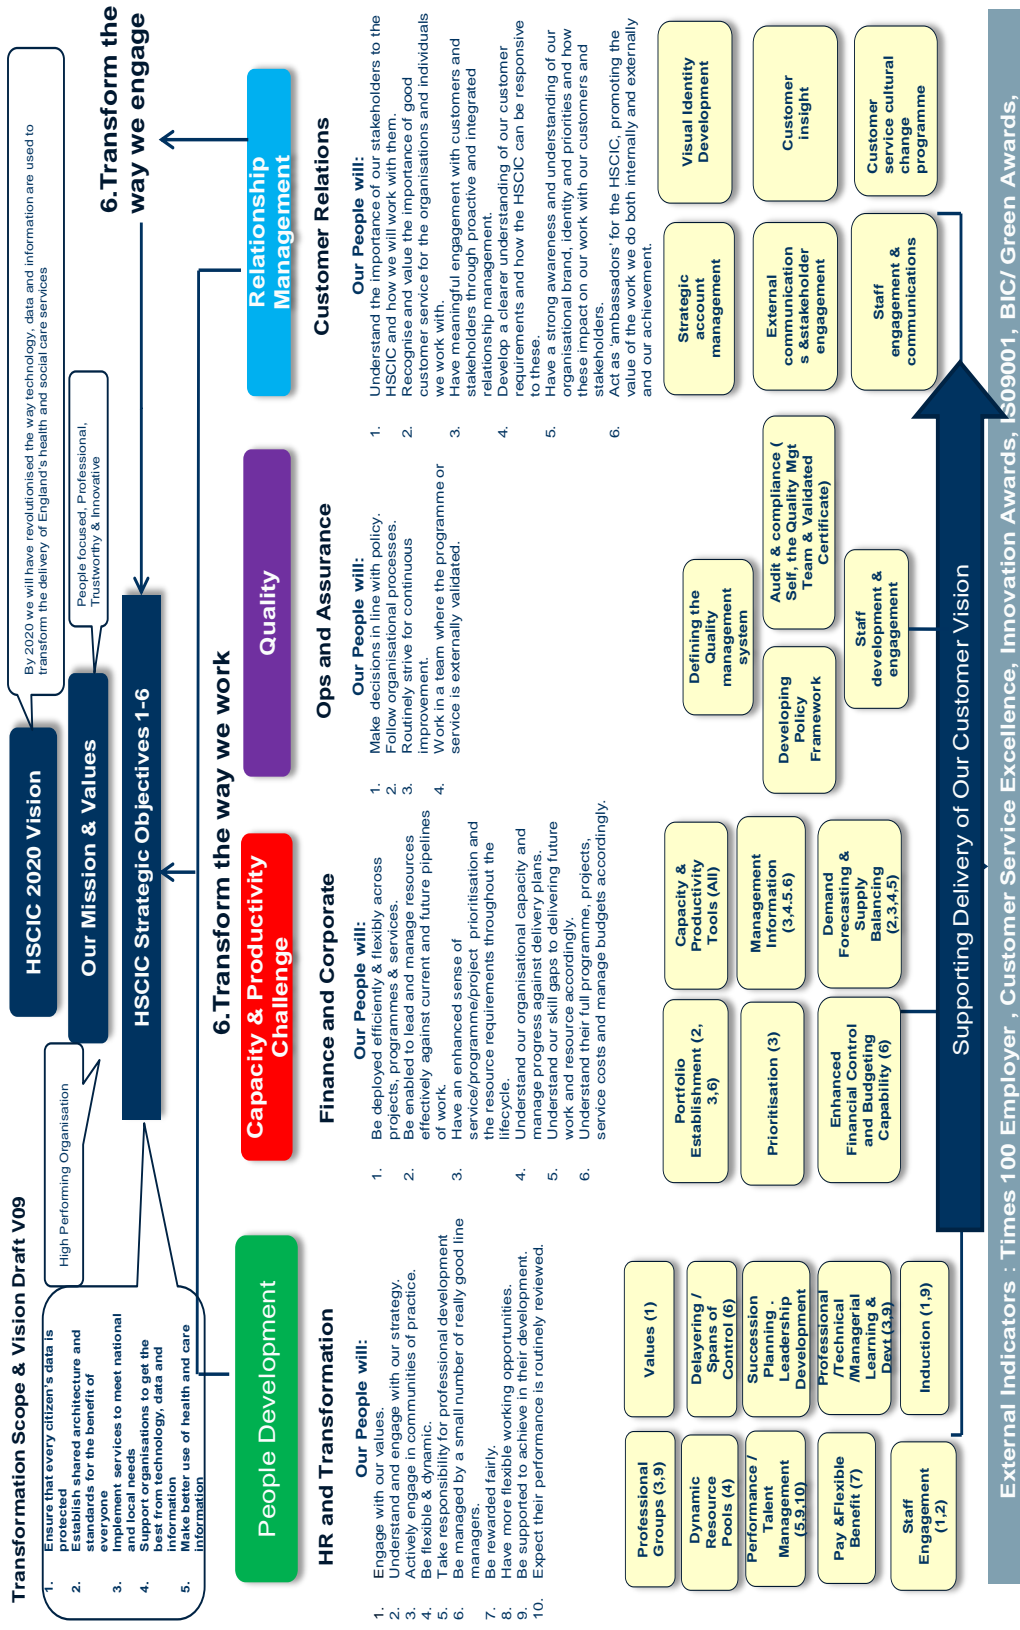 Transformation Scope & Vision Draft V09
HSCIC 2020 Vision
By 2020 we will have revolutionised the way technology, data and information are used to
transform the delivery of England's health and social care services
Our Mission & Values
People focused, Professional,
Trustworthy & Innovative
High Performing Organisation
HSCIC Strategic Objectives 1-6
1. Ensure that every citizen's data is
protected
2. Establish shared architecture and
standards for the benefit of
everyone
3. Implement services to meet national
and local needs
4. Support organisations to get the
best from technology, data and
information
5. Make better use of health and care
information
6.Transform the
way we engage
6.Transform the way we work
People Development
HR and Transformation
Our People will:
1. Engage with our values.
2. Understand and engage with our strategy.
3. Actively engage in communities of practice.
4. Be flexible & dynamic.
5. Take responsibility for professional development
6. Be managed by a small number of really good line
managers.
7. Be rewarded fairly.
8. Have more flexible working opportunities.
9. Be supported to achieve in their development.
10. Expect their performance is routinely reviewed.
Professional
Groups (3,9)
Values (1)
Dynamic
Resource
Pools (4)
Delayering /
Spans of
Control (6)
Performance /
Talent
Management
(5,9,10)
Succession
Planning .
Leadership
Development
Pay &Flexible
Benefit (7)
Professional
/Technical
/Managerial
Learning &
Devt (3.9)
Staff
Engagement
(1,2)
Induction (1,9)
Capacity & Productivity
Challenge
Finance and Corporate
Our People will:
1. Be deployed efficiently & flexibly across
projects, programmes & services.
2. Be enabled to lead and manage resources
effectively against current and future pipelines
of work.
3. Have an enhanced sense of
service/programme/project prioritisation and
the resource requirements throughout the
lifecycle.
4. Understand our organisational capacity and
manage progress against delivery plans.
5. Understand our skill gaps to delivering future
work and resource accordingly.
6. Understand their full programme, projects,
service costs and manage budgets accordingly.
Portfolio
Establishment (2,
3,6)
Capacity &
Productivity
Tools (All)
Prioritisation (3)
Management
Information
(3,4.5.6)
Enhanced
Financial Control
and Budgeting
Capability (6)
Demand
Forecasting &
Supply
Balancing
(2,3,4,5)
Quality
Ops and Assurance
Our People will:
1. Make decisions in line with policy.
2. Follow organisational processes.
3. Routinely strive for continuous
improvement.
4. Work in a team where the programme or
service is externally validated.
Defining the
Quality
management
system
Developing
Policy
Framework
Audit & compliance (
Self, the Quality Mgt
Team & Validated
Certificate)
Staff
development &
engagement
Relationship
Management
Customer Relations
Our People will:
1. Understand the importance of our stakeholders to the
HSCIC and how we will work with them.
2. Recognise and value the importance of good
customer service for the organisations and individuals
we work with.
3. Have meaningful engagement with customers and
stakeholders through proactive and integrated
relationship management.
4. Develop a clearer understanding of our customer
requirements and how the HSCIC can be responsive
to these.
5. Have a strong awareness and understanding of our
organisational brand, identity and priorities and how
these impact on our work with our customers and
stakeholders.
6. Act as 'ambassadors' for the HSCIC, promoting the
value of the work we do both internally and externally
and our achievement.
Strategic
account
management
Visual Identity
Development
External
communication
s &stakeholder
engagement
Customer
insight
Staff
engagement &
communications
Customer
service cultural
change
programme
Supporting Delivery of Our Customer Vision
External Indicators : Times 100 Employer , Customer Service Excellence, Innovation Awards, IS09001, BIC/ Green Awards,